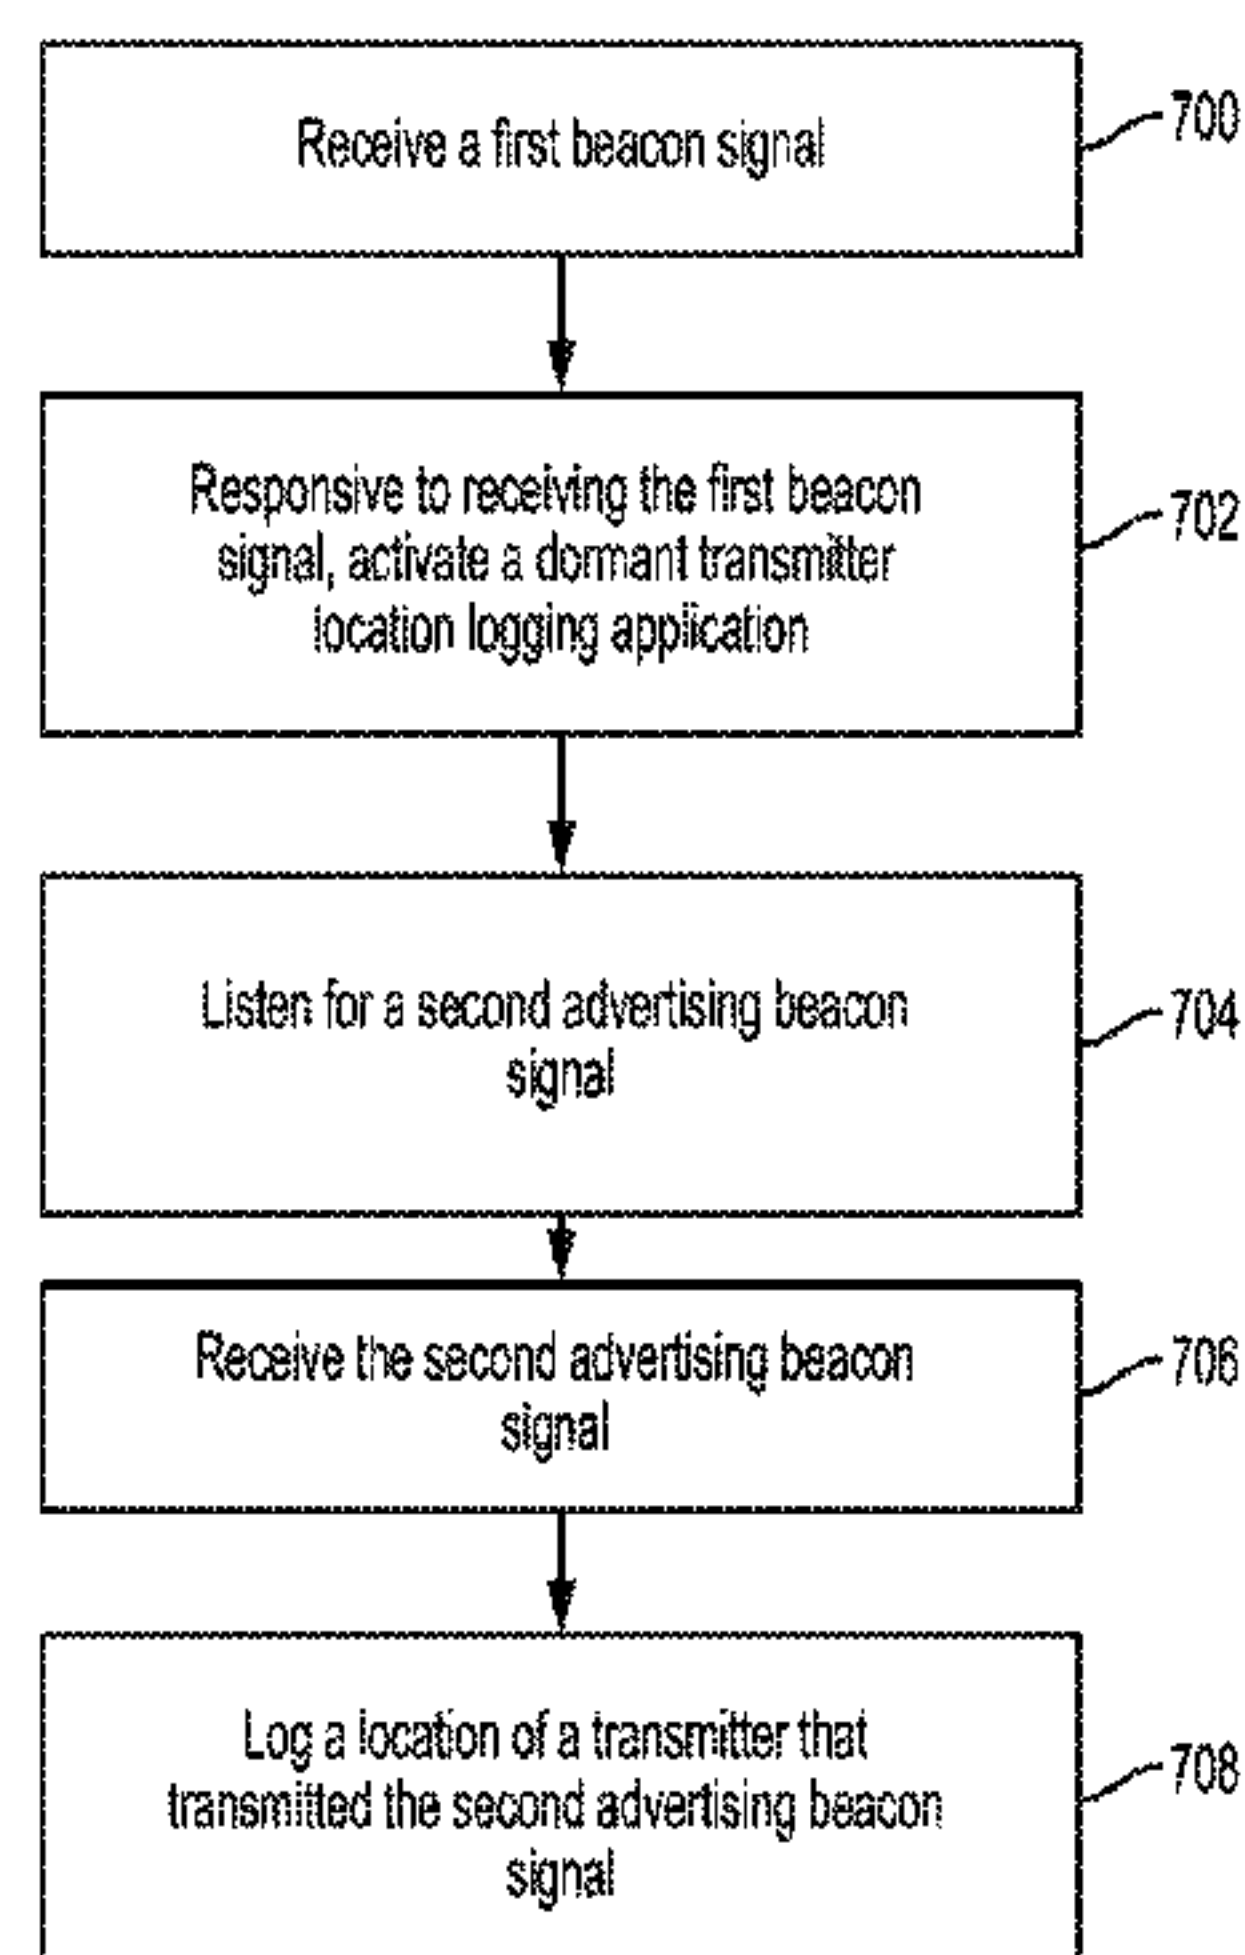 Receive a first beacon signal
700
Responsive to receiving the first beacon
signal, activate a dormant transmitter
location logging application
702
Listen for a second advertising beacon
signal
704
Receive the second advertising beacon
signal
706
Log a location of a transmitter that
transmitted the second advertising beacon
signal
708